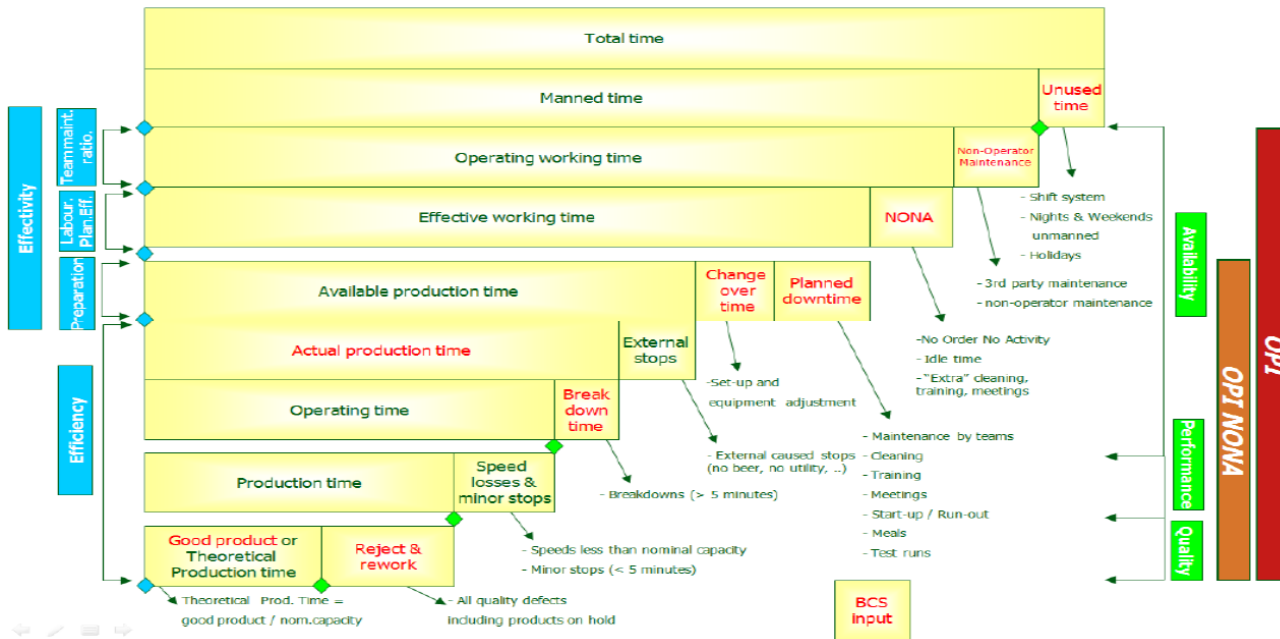 Total time
Manned time
Unused
time
Operating working time
Non-Operator
Maintenance
Effective working time
NONA
Available production time
Change
over
time
Planned
downtime
Actual production time
External
stops
Operating time
Break
down
time
Production time
Speed
losses &
minor stops
Good product or
Theoretical
Production time
Reject &
rework
BCS
input
Effectivity
Teammaint.
ratio.
Labour.
Plan.Eff.
Preparation
Efficiency
- Shift system
- Nights & Weekends
unmanned
- Holidays
- 3rd party maintenance
- non-operator maintenance
-No Order No Activity
- Idle time
-"Extra" cleaning,
training, meetings
-Set-up and
equipment adjustment
- Maintenance by teams
- Cleaning
- Training
- Meetings
- Start-up / Run-out
- Meals
- Test runs
- External caused stops
(no beer, no utility, ..)
- Breakdowns (> 5 minutes)
- Speeds less than nominal capacity
- Minor stops (< 5 minutes)
- All quality defects
including products on hold
Theoretical Prod. Time =
good product / nom.capacity
Availability
Performance
Quality
OPI NONA
OPI